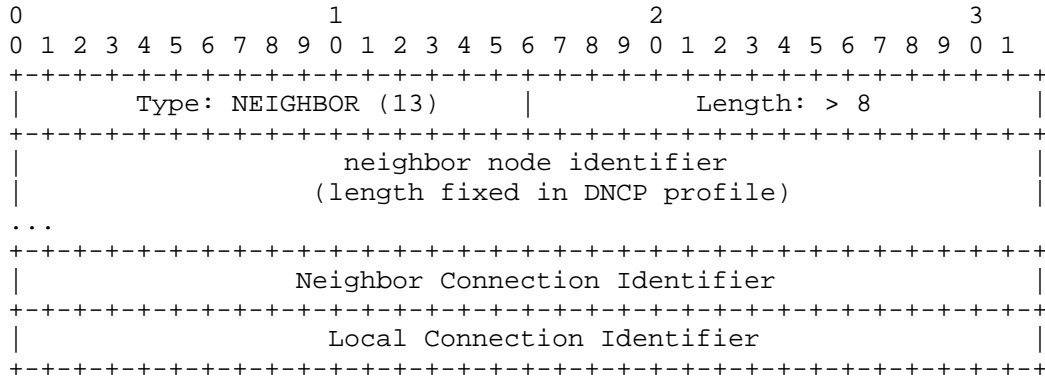 0                   1                   2                   3
0 1 2 3 4 5 6 7 8 9 0 1 2 3 4 5 6 7 8 9 0 1 2 3 4 5 6 7 8 9 0 1
+-+-+-+-+-+-+-+-+-+-+-+-+-+-+-+-+-+-+-+-+-+-+-+-+-+-+-+-+-+-+-+-+
|       Type: NEIGHBOR (13)     |          Length: > 8          |
+-+-+-+-+-+-+-+-+-+-+-+-+-+-+-+-+-+-+-+-+-+-+-+-+-+-+-+-+-+-+-+-+
|                    neighbor node identifier                   |
|                  (length fixed in DNCP profile)               |
...
+-+-+-+-+-+-+-+-+-+-+-+-+-+-+-+-+-+-+-+-+-+-+-+-+-+-+-+-+-+-+-+-+
|                 Neighbor Connection Identifier                |
+-+-+-+-+-+-+-+-+-+-+-+-+-+-+-+-+-+-+-+-+-+-+-+-+-+-+-+-+-+-+-+-+
|                   Local Connection Identifier                 |
+-+-+-+-+-+-+-+-+-+-+-+-+-+-+-+-+-+-+-+-+-+-+-+-+-+-+-+-+-+-+-+-+